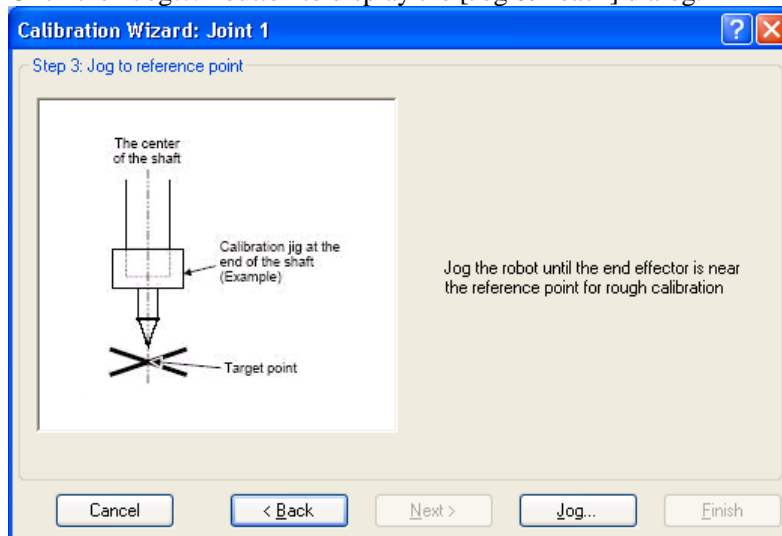 Calibration Wizard: Joint 1
Step 3: Jog to reference point
The center
of the shaft
Calibration jig at the
end of the shaft
(Example)
Target point
Jog the robot until the end effector is near
the reference point for rough calibration
Cancel
< Back
Next >
Jog...
Finish